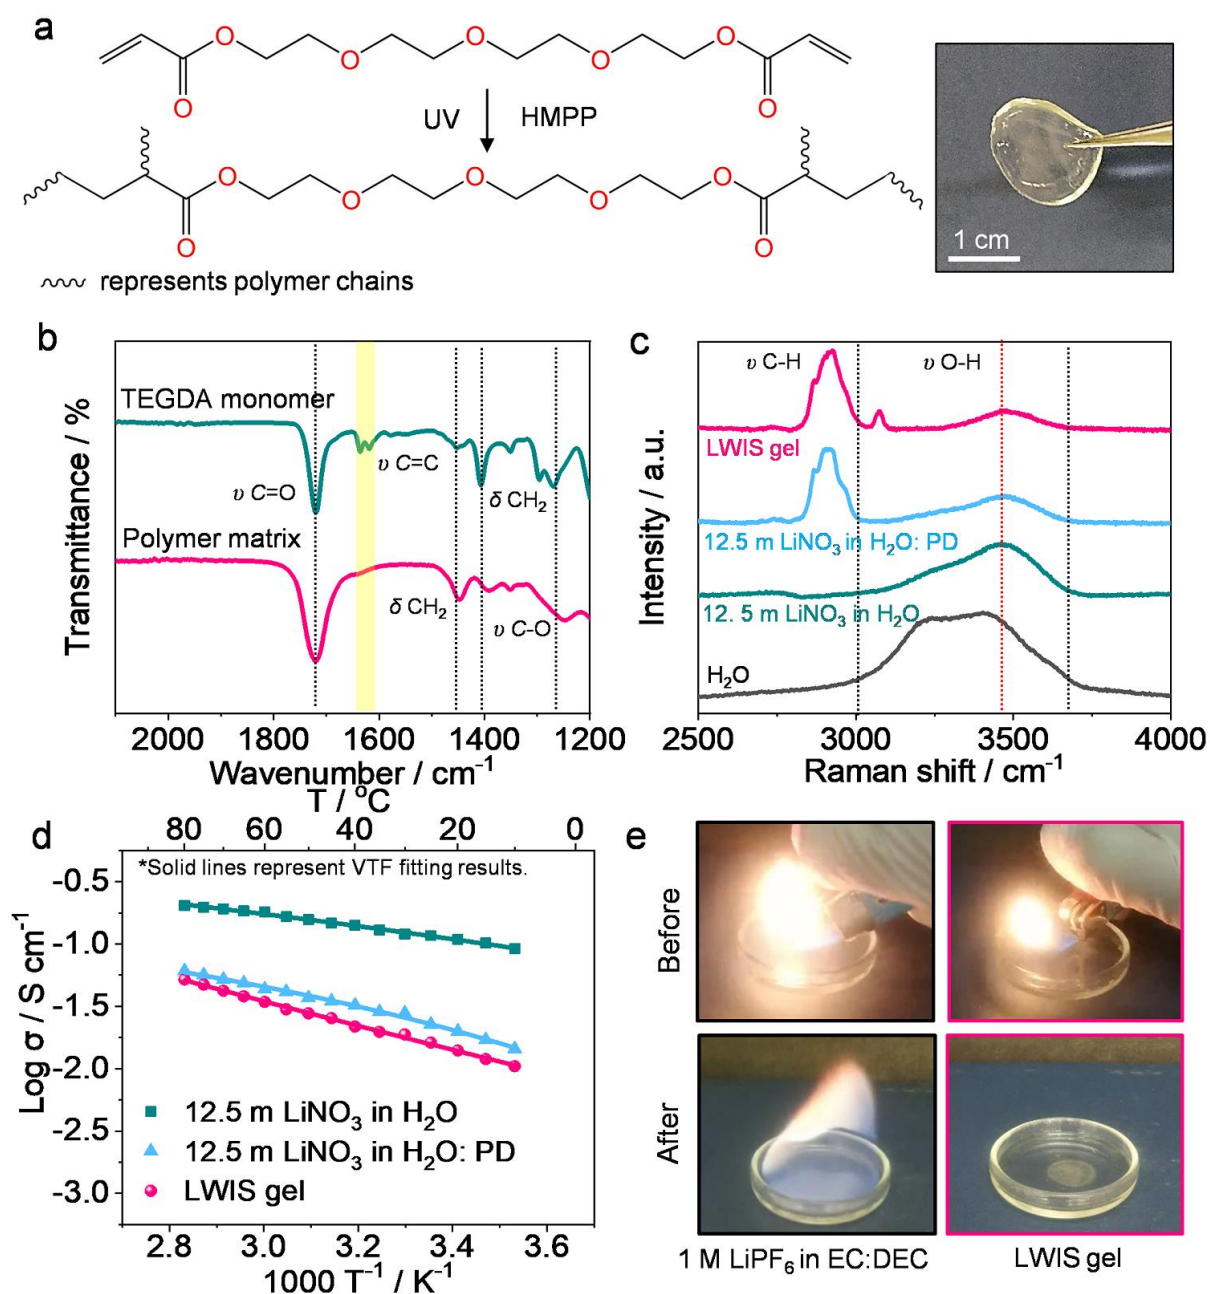 a
O
O
O
O
O
O
O
UV
HMPP
O
O
O
O
O
O
O
represents polymer chains
1 cm
b
TEGDA monomer
υ C=C
υ C=O
δ CH₂
Polymer matrix
δ CH₂
υ C-O
Transmittance / %
2000
1800
1600
1400
1200
Wavenumber / cm⁻¹
c
υ C-H
υ O-H
LWIS gel
12.5 m LiNO₃ in H₂O: PD
12. 5 m LiNO₃ in H₂O
H₂O
Intensity / a.u.
2500
3000
3500
4000
Raman shift / cm⁻¹
d
T / °C
80
60
40
20
0
*Solid lines represent VTF fitting results.
-0.5
-1.0
-1.5
-2.0
-2.5
-3.0
Log σ / S cm⁻¹
12.5 m LiNO₃ in H₂O
12.5 m LiNO₃ in H₂O: PD
LWIS gel
2.8
3.0
3.2
3.4
3.6
1000 T⁻¹ / K⁻¹
e
Before
After
1 M LiPF₆ in EC:DEC
LWIS gel